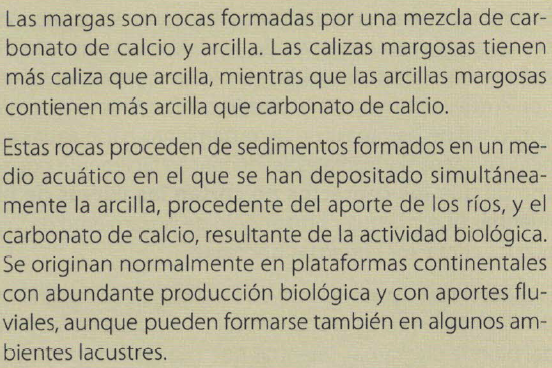 Las margas son rocas formadas por una mezcla de car-
bonato de calcio y arcilla. Las calizas margosas tienen
más caliza que arcilla, mientras que las arcillas margosas
contienen más arcilla que carbonato de calcio.
Estas rocas proceden de sedimentos formados en un me-
dio acuático en el que se han depositado simultánea-
mente la arcilla, procedente del aporte de los ríos, y el
carbonato de calcio, resultante de la actividad biológica.
Se originan normalmente en plataformas continentales
con abundante producción biológica y con aportes flu-
viales, aunque pueden formarse también en algunos am-
bientes lacustres.